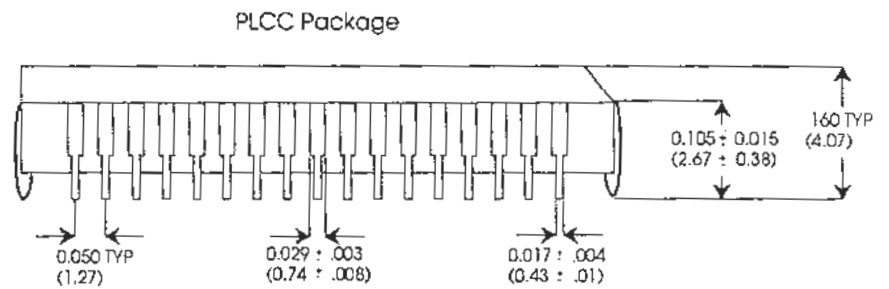 PLCC Package
160 TYP
(4.07)
0.105 ± 0.015
(2.67 ± 0.38)
0.050 TYP
(1.27)
0.029 ± .003
(0.74 ± .008)
0.017 ± .004
(0.43 ± .01)